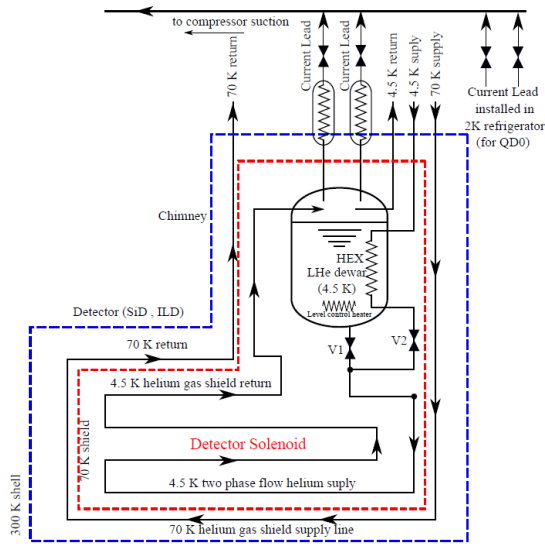 to compressor suction
70 K return
Current Lead
Current Lead
4.5 K return
4.5 K suply
70 K supply
Current Lead
installed in
2K refrigerator
(for QD0)
Chimney
HEX
LHe dewar
(4.5 K)
Level control heater
V1
V2
Detector (SiD , ILD)
70 K return
4.5 K helium gas shield return
Detector Solenoid
70 K shield
4.5 K two phase flow helium suply
300 K shell
70 K helium gas shield supply line